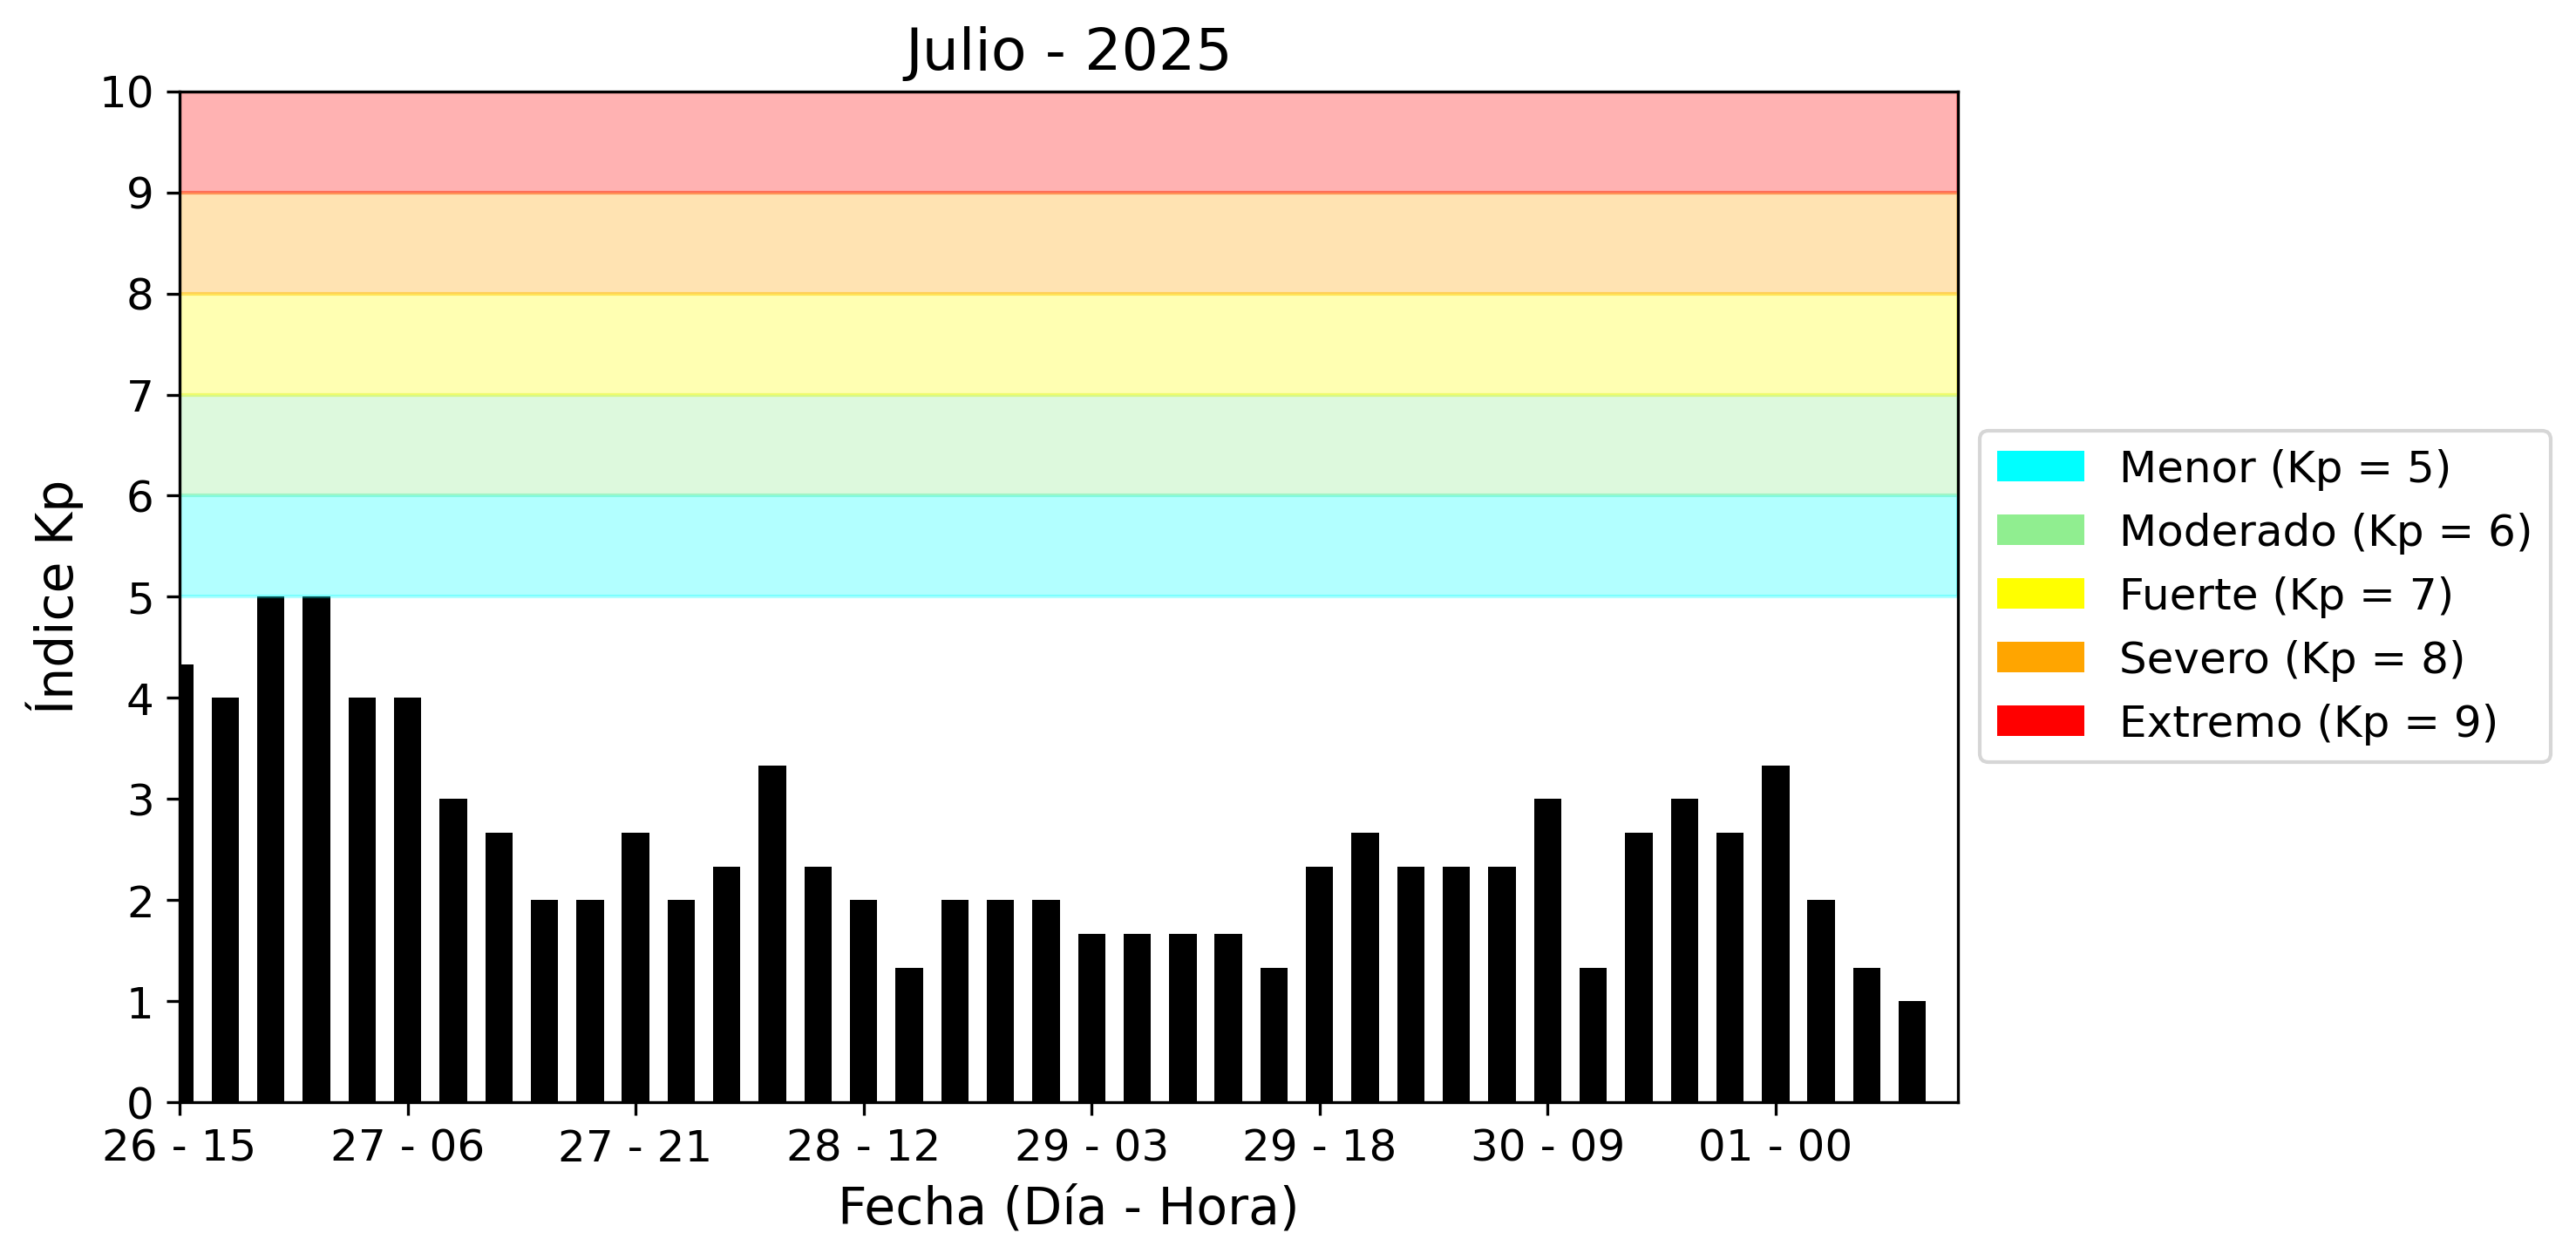 Julio - 2025
10
9
8
7
6
5
4
3
2
1
0
Índice Kp
26 - 15
27 - 06
27 - 21
28 - 12
29 - 03
29 - 18
30 - 09
01 - 00
Fecha (Día - Hora)
Menor (Kp = 5)
Moderado (Kp = 6)
Fuerte (Kp = 7)
Severo (Kp = 8)
Extremo (Kp = 9)